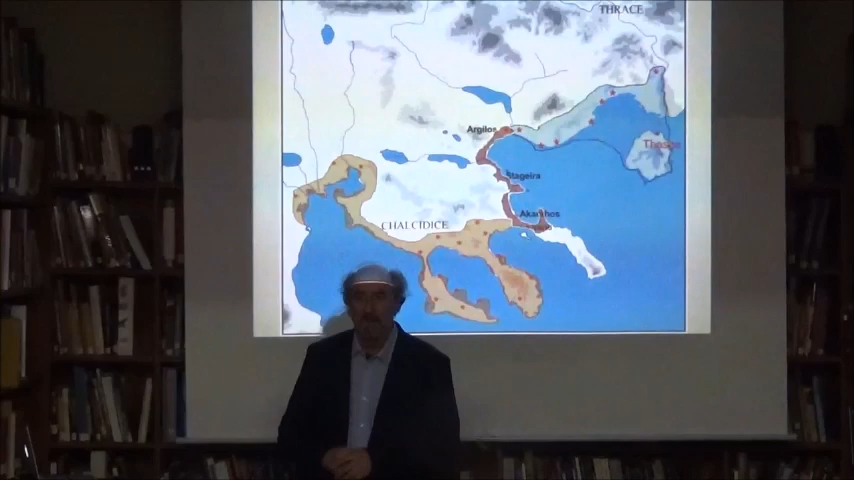 THRACE
Argilos
Thasos
Stageira
Akanthos
CHALCIDICE